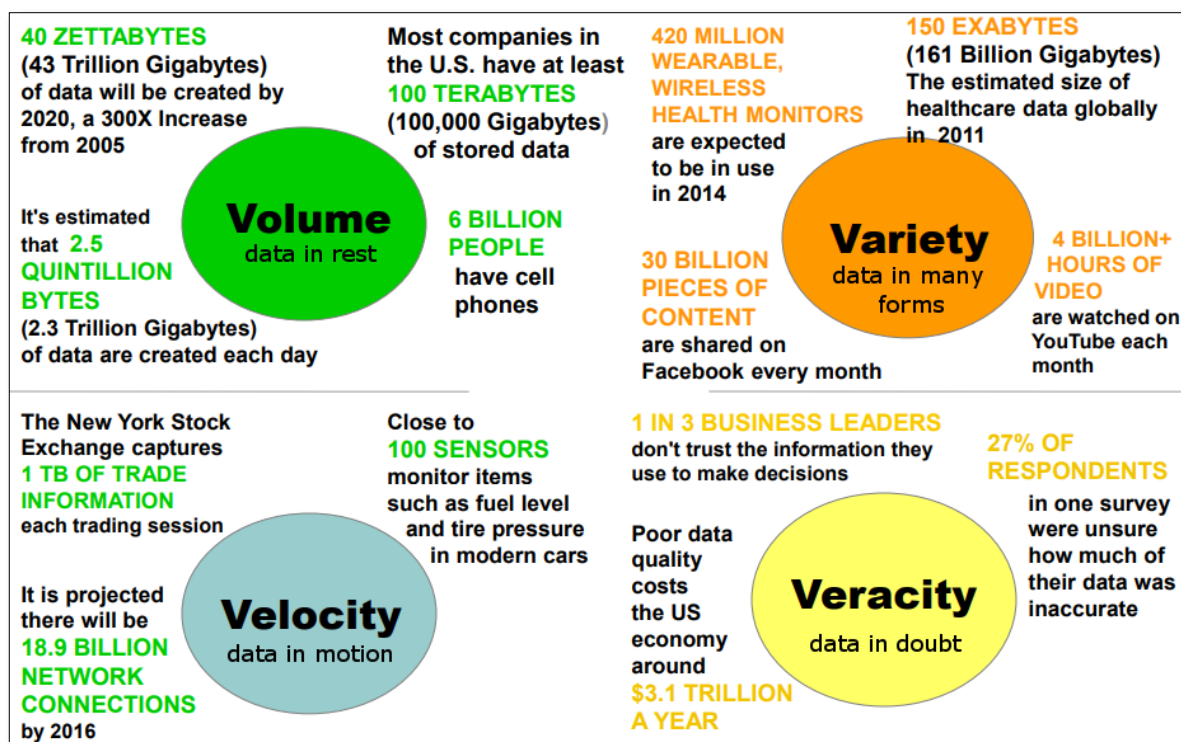 40 ZETTABYTES
(43 Trillion Gigabytes)
of data will be created by
2020, a 300X Increase
from 2005
Most companies in
the U.S. have at least
100 TERABYTES
(100,000 Gigabytes)
of stored data
Volume
data in rest
It's estimated
that 2.5
QUINTILLION
BYTES
(2.3 Trillion Gigabytes)
of data are created each day
6 BILLION
PEOPLE
have cell
phones
420 MILLION
WEARABLE,
WIRELESS
HEALTH MONITORS
are expected
to be in use
in 2014
150 EXABYTES
(161 Billion Gigabytes)
The estimated size of
healthcare data globally
in 2011
Variety
data in many
forms
30 BILLION
PIECES OF
CONTENT
are shared on
Facebook every month
4 BILLION+
HOURS OF
VIDEO
are watched on
YouTube each
month
The New York Stock
Exchange captures
1 TB OF TRADE
INFORMATION
each trading session
Close to
100 SENSORS
monitor items
such as fuel level
and tire pressure
in modern cars
Velocity
data in motion
It is projected
there will be
18.9 BILLION
NETWORK
CONNECTIONS
by 2016
1 IN 3 BUSINESS LEADERS
don't trust the information they
use to make decisions
27% OF
RESPONDENTS
in one survey
were unsure
how much of
their data was
inaccurate
Veracity
data in doubt
Poor data
quality
costs
the US
economy
around
$3.1 TRILLION
A YEAR